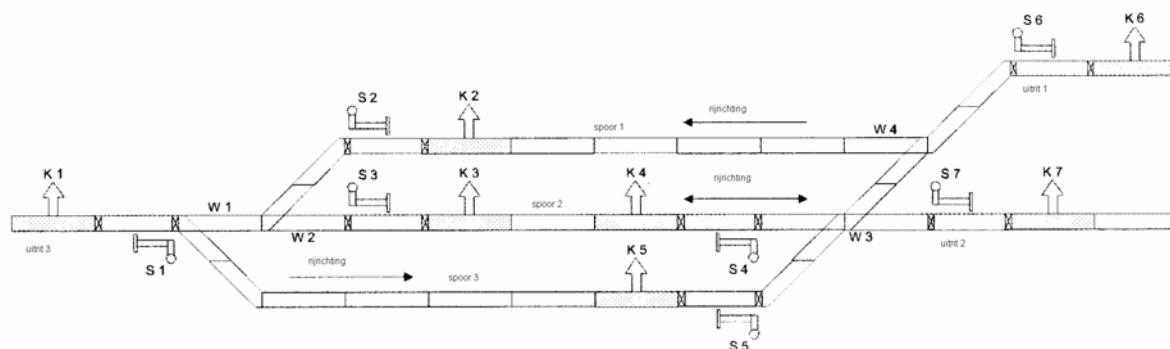 S 6
K 6
uitrit 1
S 2
K 2
spoor 1
rijrichting
W 4
K 1
S 3
K 3
spoor 2
K 4
rijrichting
S 7
K 7
W 1
W 2
W 3
uitrit 3
S 1
S 4
uitrit 2
rijrichting
spoor 3
K 5
S 5